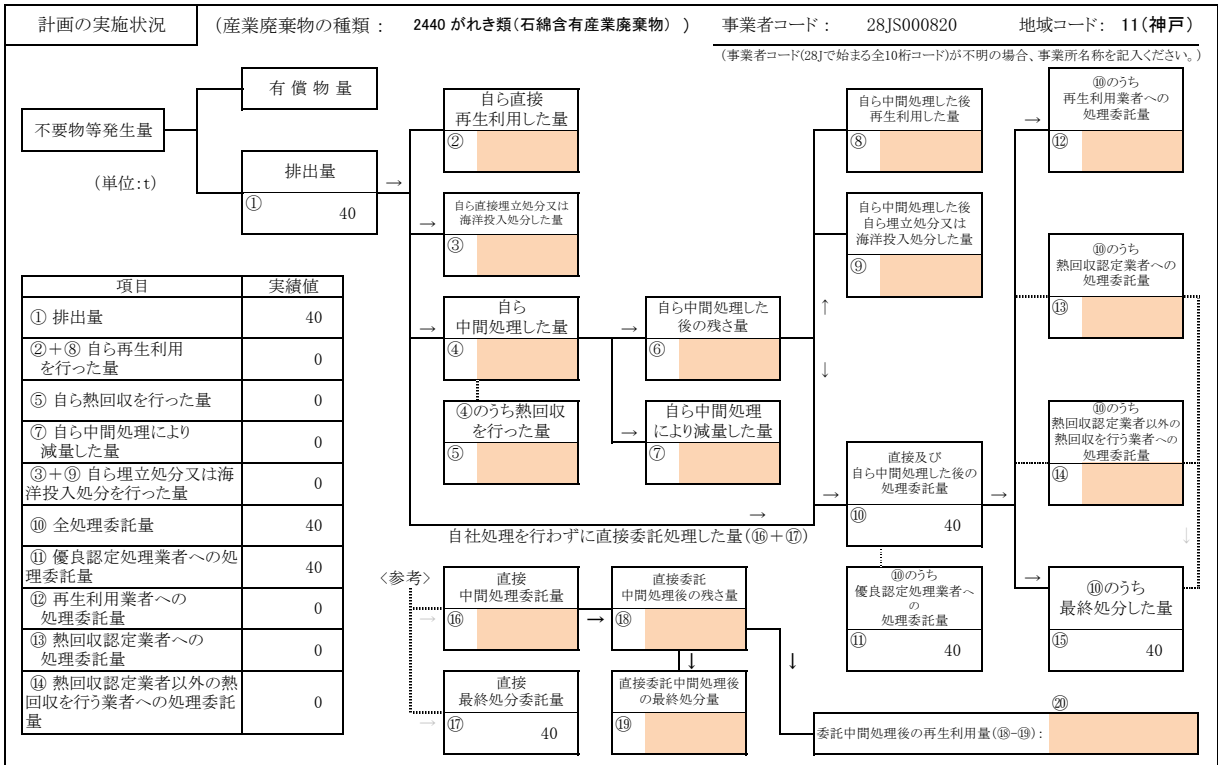 計画の実施状況
(産業廃棄物の種類： 2440 がれき類(石綿含有産業廃棄物) )
事業者コード： 28JS000820
地域コード： 11(神戸)
(事業者コード(28Jで始まる全10桁コード)が不明の場合、事業所名称を記入ください。)
不要物等発生量
(単位:t)
有償物量
排出量
① 40
→
自ら直接
再生利用した量
②
→
自ら直接埋立処分又は
海洋投入処分した量
③
→
自ら
中間処理した量
④
④のうち熱回収
を行った量
⑤
→
自ら中間処理した
後の残さ量
⑥
→
自ら中間処理
により減量した量
⑦
自ら中間処理した後
再生利用した量
⑧
自ら中間処理した後
自ら埋立処分又は
海洋投入処分した量
⑨
↑
↓
→
直接及び
自ら中間処理した後の
処理委託量
⑩ 40
→
⑩のうち
優良認定処理業者へ
の
処理委託量
⑪ 40
→
⑩のうち
再生利用業者への
処理委託量
⑫
⑩のうち
熱回収認定業者への
処理委託量
⑬
⑩のうち
熱回収認定業者以外の
熱回収を行う業者への
処理委託量
⑭
↓
→
⑩のうち
最終処分した量
⑮ 40
→
自社処理を行わずに直接委託処理した量(⑯+⑰)
<参考>
→
直接
中間処理委託量
⑯
→
直接委託
中間処理後の残さ量
⑱
→
直接
最終処分委託量
⑰ 40
↓
直接委託中間処理後
の最終処分量
⑲
↓
⑳
委託中間処理後の再生利用量(⑱-⑲)：
項目 実績値
① 排出量 40
②+⑧ 自ら再生利用
を行った量 0
⑤ 自ら熱回収を行った量 0
⑦ 自ら中間処理により
減量した量 0
③+⑨ 自ら埋立処分又は海
洋投入処分を行った量 0
⑩ 全処理委託量 40
⑪ 優良認定処理業者への処
理委託量 40
⑫ 再生利用業者への
処理委託量 0
⑬ 熱回収認定業者への
処理委託量 0
⑭ 熱回収認定業者以外の熱
回収を行う業者への処理委託
量 0